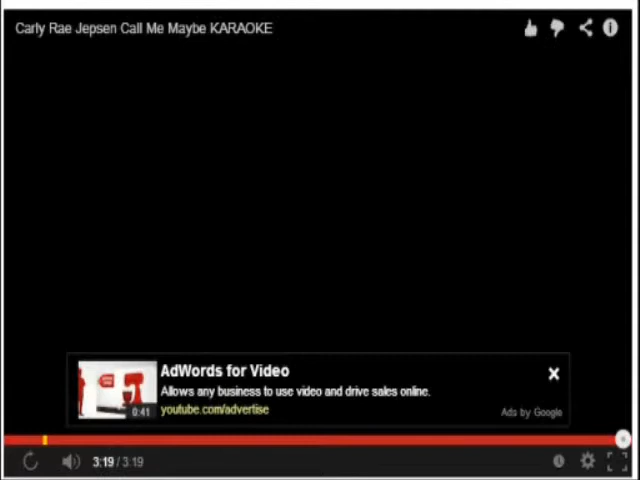 Carly Rae Jepsen Call Me Maybe KARAOKE
AdWords for Video
Allows any business to use video and drive sales online.
0:41
youtube.com/advertise
Ads by Google
3:19 / 3:19